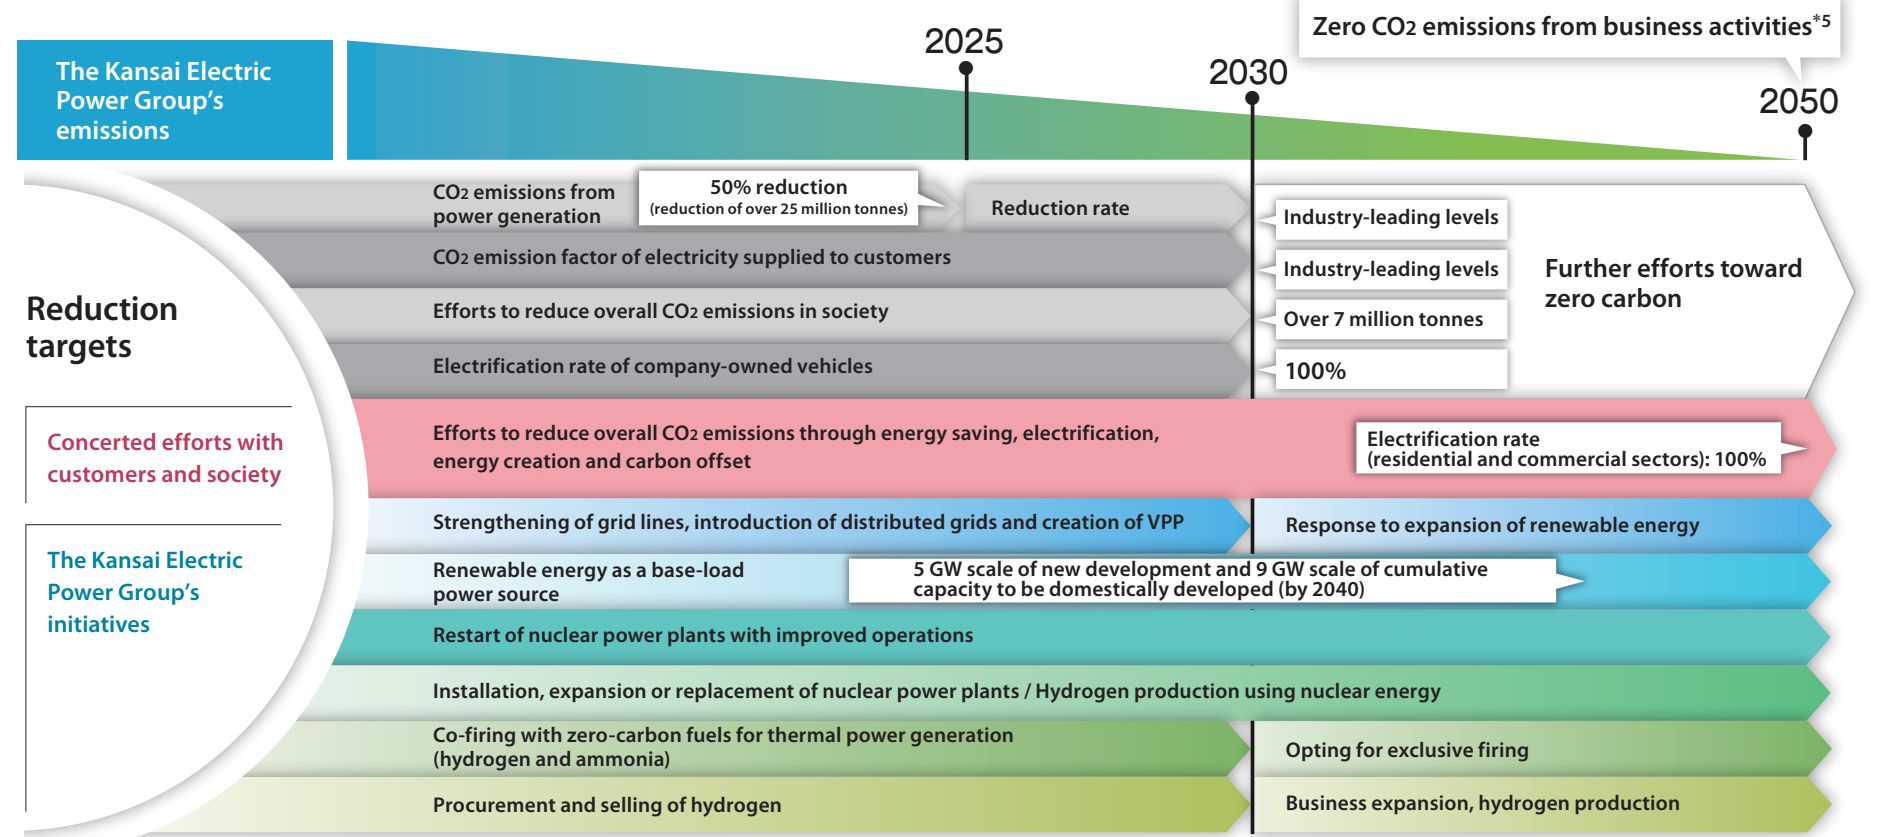 Zero CO2 emissions from business activities*5
2025
2030
2050
The Kansai Electric
Power Group's
emissions
CO2 emissions from
power generation
50% reduction
(reduction of over 25 million tonnes)
Reduction rate
Industry-leading levels
CO2 emission factor of electricity supplied to customers
Industry-leading levels
Further efforts toward
zero carbon
Reduction
targets
Efforts to reduce overall CO2 emissions in society
Over 7 million tonnes
Electrification rate of company-owned vehicles
100%
Concerted efforts with
customers and society
Efforts to reduce overall CO2 emissions through energy saving, electrification,
energy creation and carbon offset
Electrification rate
(residential and commercial sectors): 100%
The Kansai Electric
Power Group's
initiatives
Strengthening of grid lines, introduction of distributed grids and creation of VPP
Response to expansion of renewable energy
Renewable energy as a base-load
power source
5 GW scale of new development and 9 GW scale of cumulative
capacity to be domestically developed (by 2040)
Restart of nuclear power plants with improved operations
Installation, expansion or replacement of nuclear power plants / Hydrogen production using nuclear energy
Co-firing with zero-carbon fuels for thermal power generation
(hydrogen and ammonia)
Opting for exclusive firing
Procurement and selling of hydrogen
Business expansion, hydrogen production